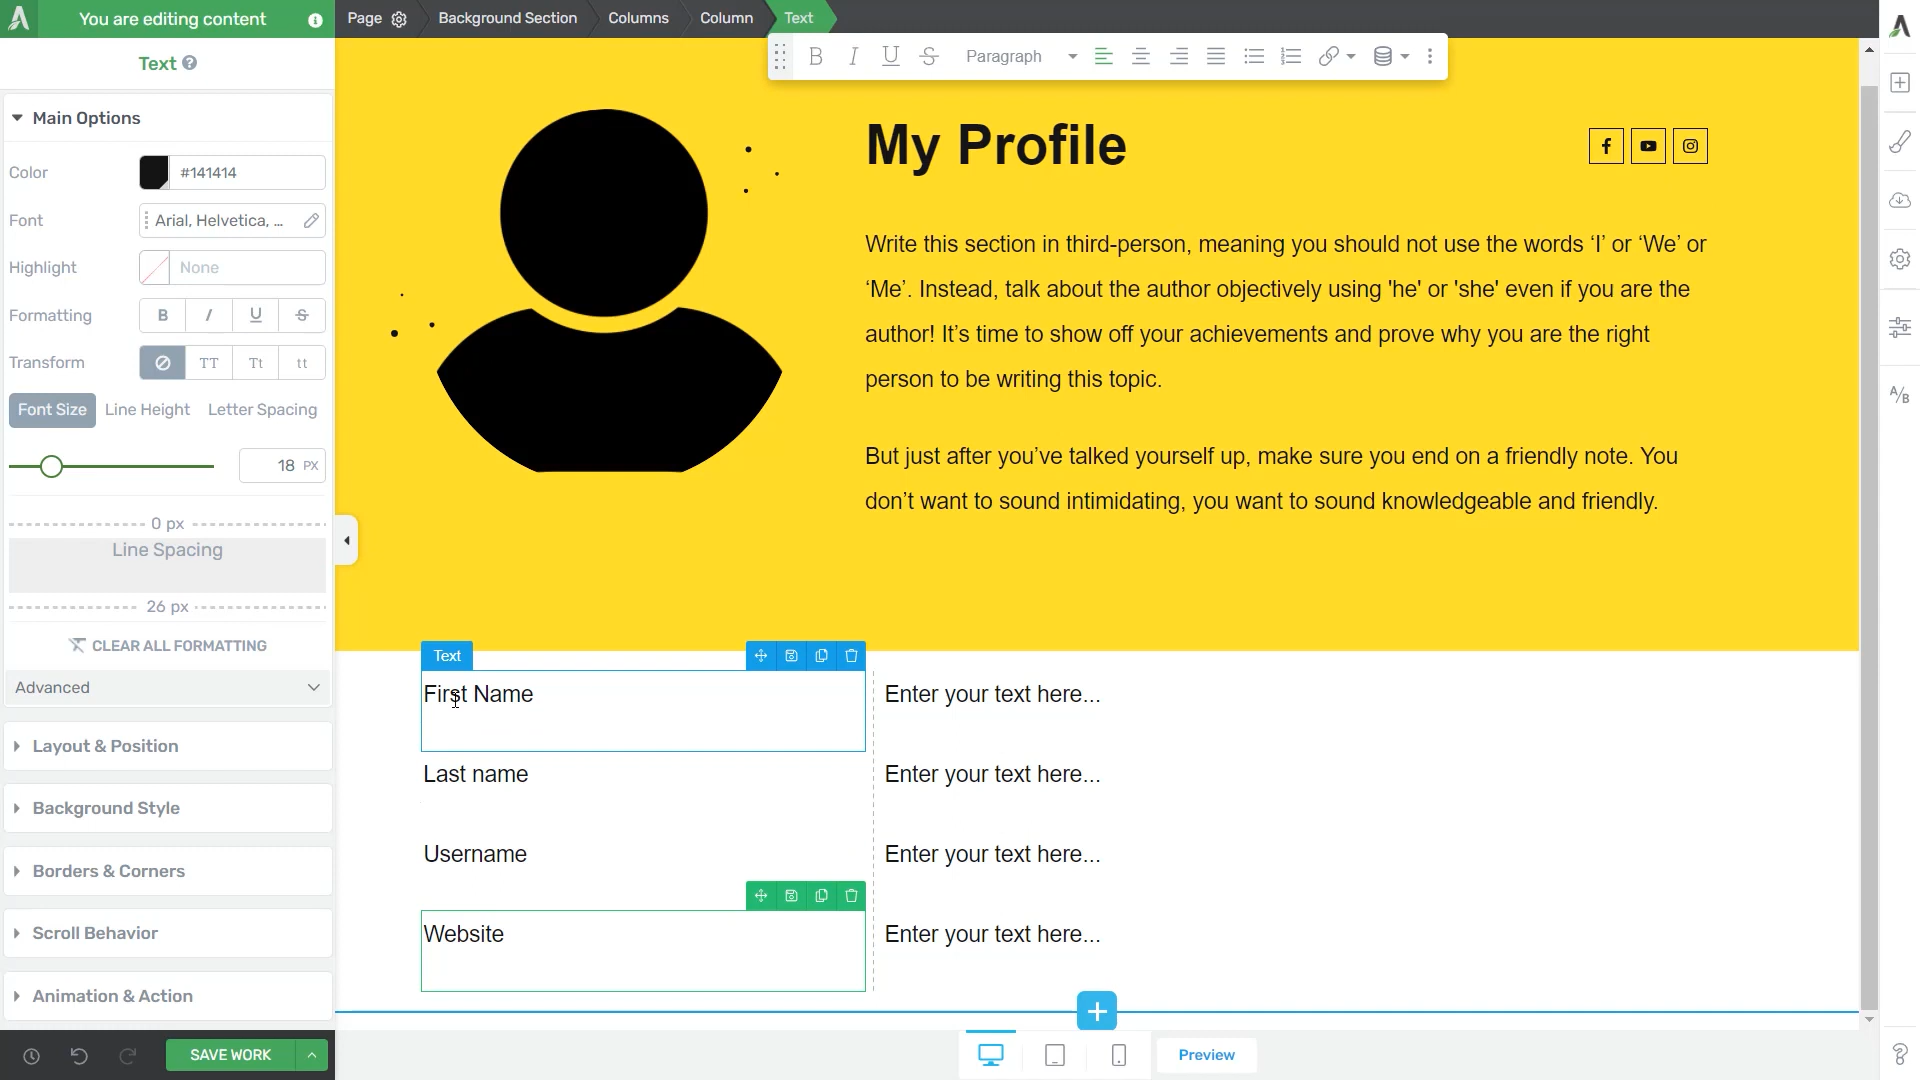 You are editing content
Page
Background Section
Columns
Column
Text
Text
Paragraph
Main Options
Color
#141414
Font
Arial, Helvetica, ...
Highlight
None
Formatting
B I U S
Transform
TT Tt tt
Font Size
Line Height
Letter Spacing
18 PX
0 px
Line Spacing
26 px
CLEAR ALL FORMATTING
Advanced
Layout & Position
Background Style
Borders & Corners
Scroll Behavior
Animation & Action
SAVE WORK
B I U S
My Profile
Write this section in third-person, meaning you should not use the words ‘I’ or ‘We’ or
‘Me’. Instead, talk about the author objectively using 'he' or 'she' even if you are the
author! It’s time to show off your achievements and prove why you are the right
person to be writing this topic.
But just after you’ve talked yourself up, make sure you end on a friendly note. You
don’t want to sound intimidating, you want to sound knowledgeable and friendly.
Text
First Name
Enter your text here...
Last name
Enter your text here...
Username
Enter your text here...
Website
Enter your text here...
Preview
A/B